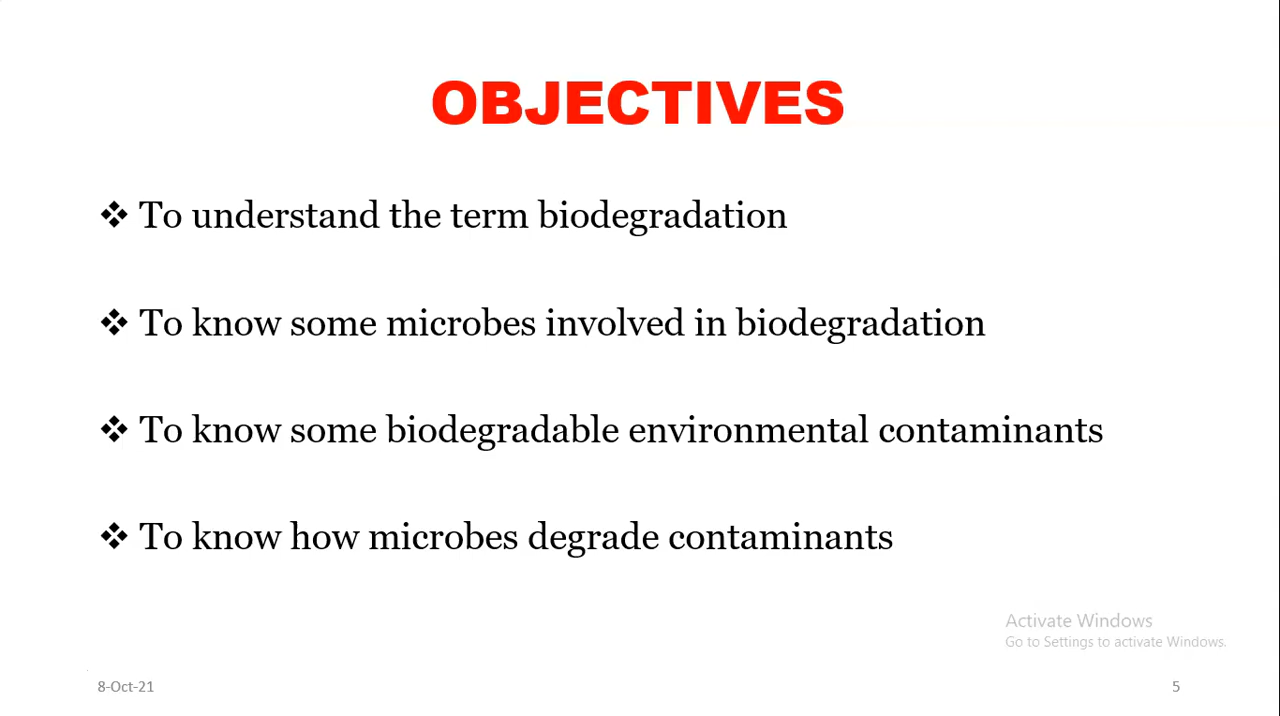 OBJECTIVES
❖ To understand the term biodegradation
❖ To know some microbes involved in biodegradation
❖ To know some biodegradable environmental contaminants
❖ To know how microbes degrade contaminants
Activate Windows
Go to Settings to activate Windows.
8-Oct-21
5